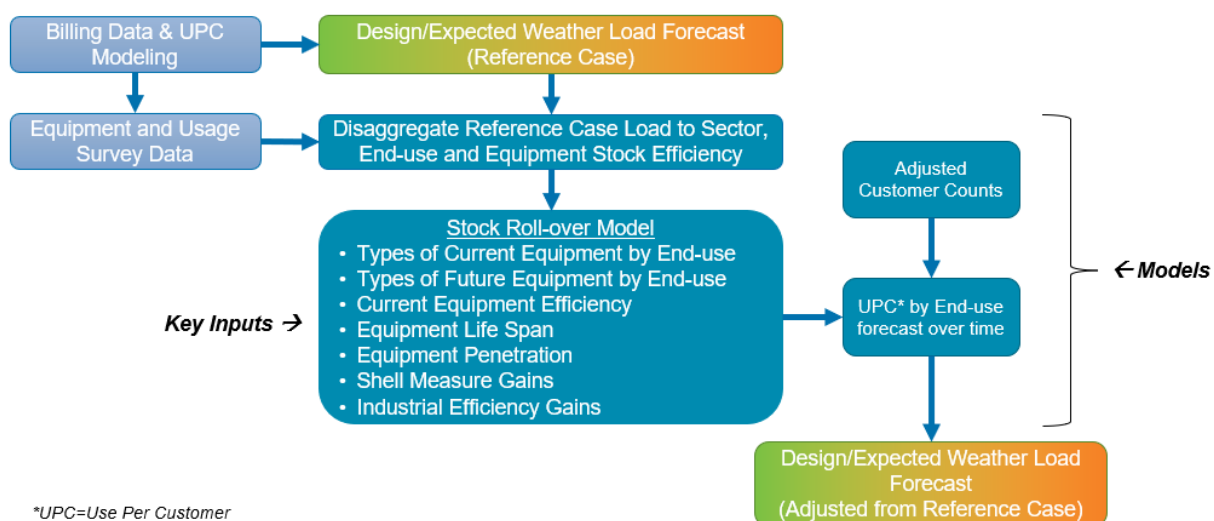 Billing Data & UPC
Modeling
Design/Expected Weather Load Forecast
(Reference Case)
Equipment and Usage
Survey Data
Disaggregate Reference Case Load to Sector,
End-use and Equipment Stock Efficiency
Adjusted
Customer Counts
Stock Roll-over Model
• Types of Current Equipment by End-use
• Types of Future Equipment by End-use
• Current Equipment Efficiency
• Equipment Life Span
• Equipment Penetration
• Shell Measure Gains
• Industrial Efficiency Gains
Key Inputs →
UPC* by End-use
forecast over time
← Models
Design/Expected Weather Load
Forecast
(Adjusted from Reference Case)
*UPC=Use Per Customer